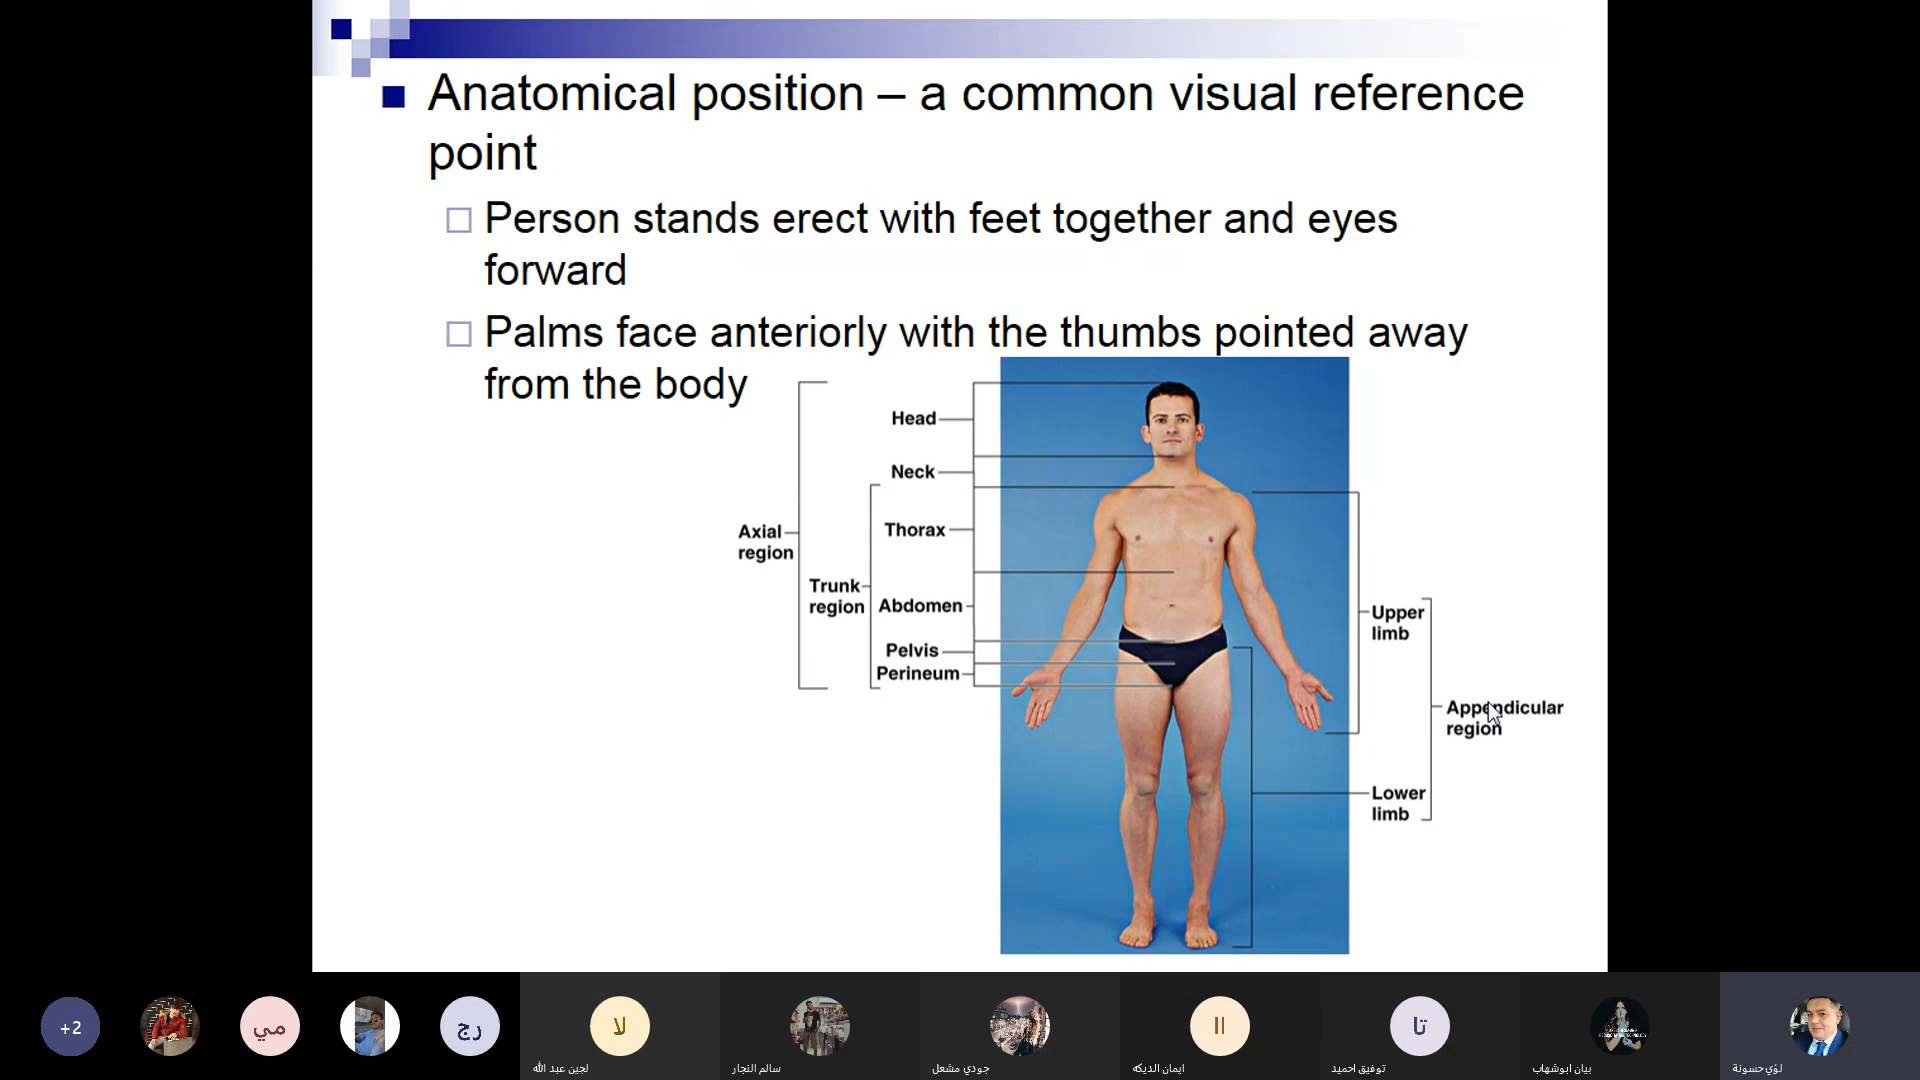 Anatomical position – a common visual reference
point
Person stands erect with feet together and eyes
forward
Palms face anteriorly with the thumbs pointed away
from the body
Head
Neck
Axial
region
Thorax
Trunk
region
Abdomen
Pelvis
Perineum
Upper
limb
Appendicular
region
Lower
limb
+2
مي
رج
لا
لجين عبد الله
سالم النجار
جودي مشعل
اا
ايمان الديكه
تا
توفيق احميد
بيان ابوشهاب
لؤي حسونة